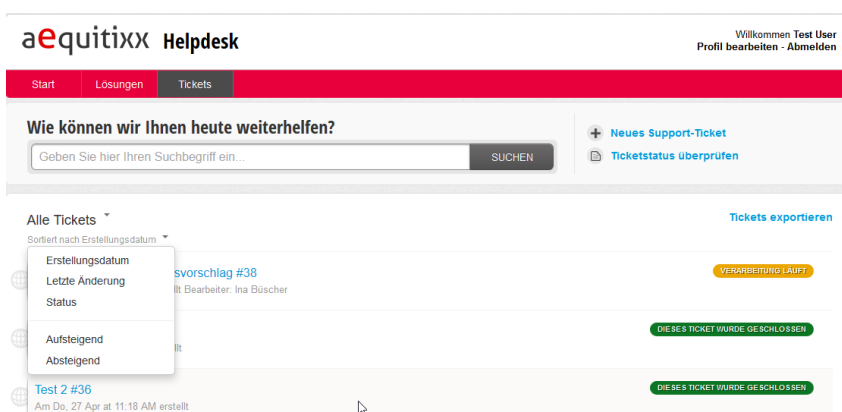 aequitixx Helpdesk
Willkommen Test User
Profil bearbeiten - Abmelden
Start Lösungen Tickets
Wie können wir Ihnen heute weiterhelfen?
Geben Sie hier Ihren Suchbegriff ein... SUCHEN
Neues Support-Ticket
Ticketstatus überprüfen
Alle Tickets
Tickets exportieren
Sortiert nach Erstellungsdatum
Erstellungsdatum
Letzte Änderung
Status
Aufsteigend
Absteigend
svorschlag #38
VERARBEITUNG LÄUFT
llt Bearbeiter: Ina Büscher
DIESES TICKET WURDE GESCHLOSSEN
llt
Test 2 #36
DIESES TICKET WURDE GESCHLOSSEN
Am Do, 27 Apr at 11:18 AM erstellt